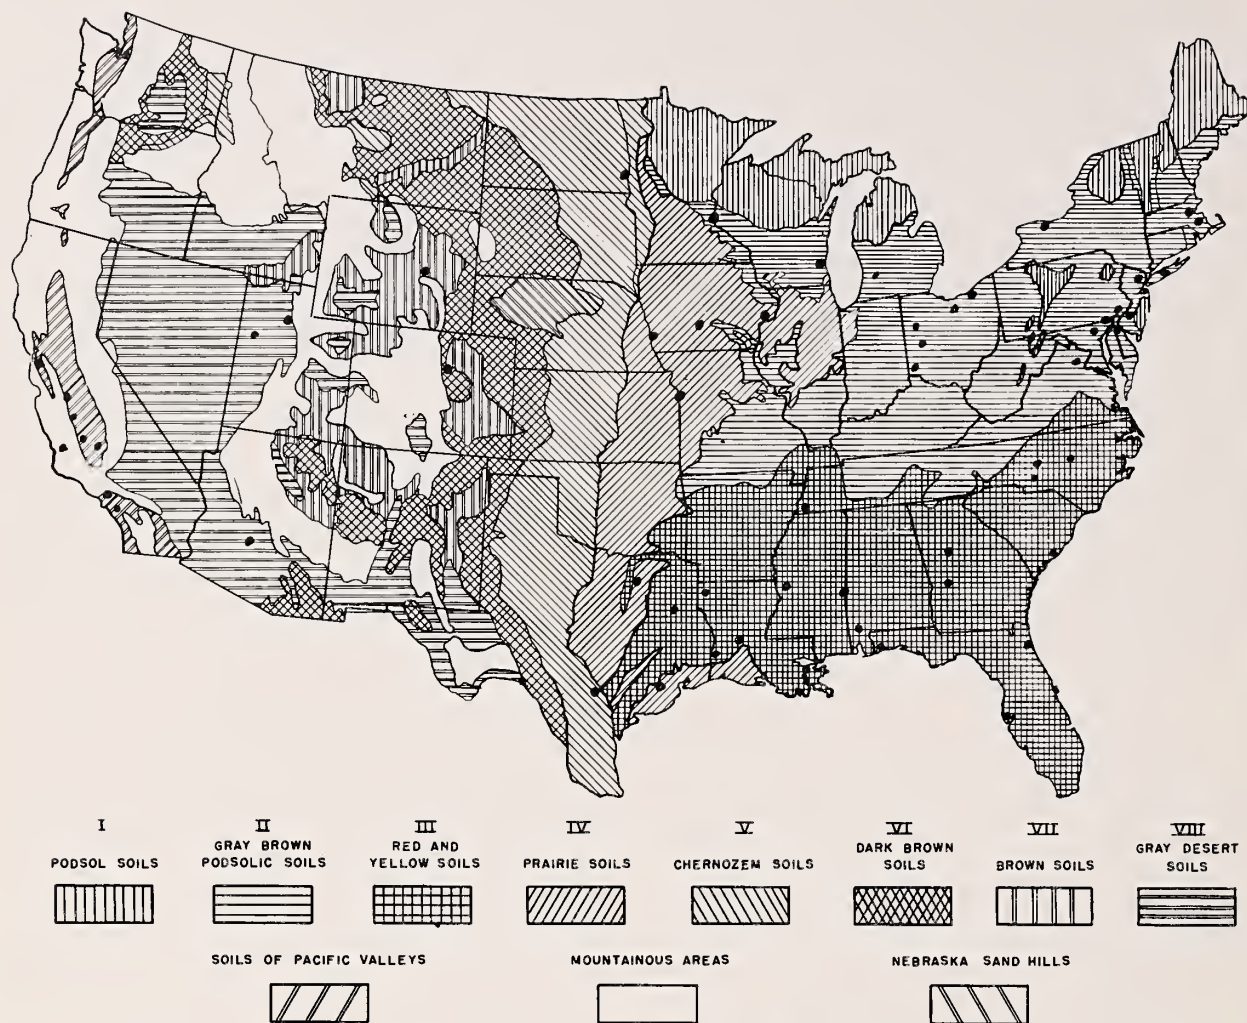 I II III IV V VI VII VIII
PODSOL SOILS
GRAY BROWN
PODSOLIC SOILS
RED AND
YELLOW SOILS
PRAIRIE SOILS
CHERNOZEM SOILS
DARK BROWN
SOILS
BROWN SOILS
GRAY DESERT
SOILS
SOILS OF PACIFIC VALLEYS
MOUNTAINOUS AREAS
NEBRASKA SAND HILLS